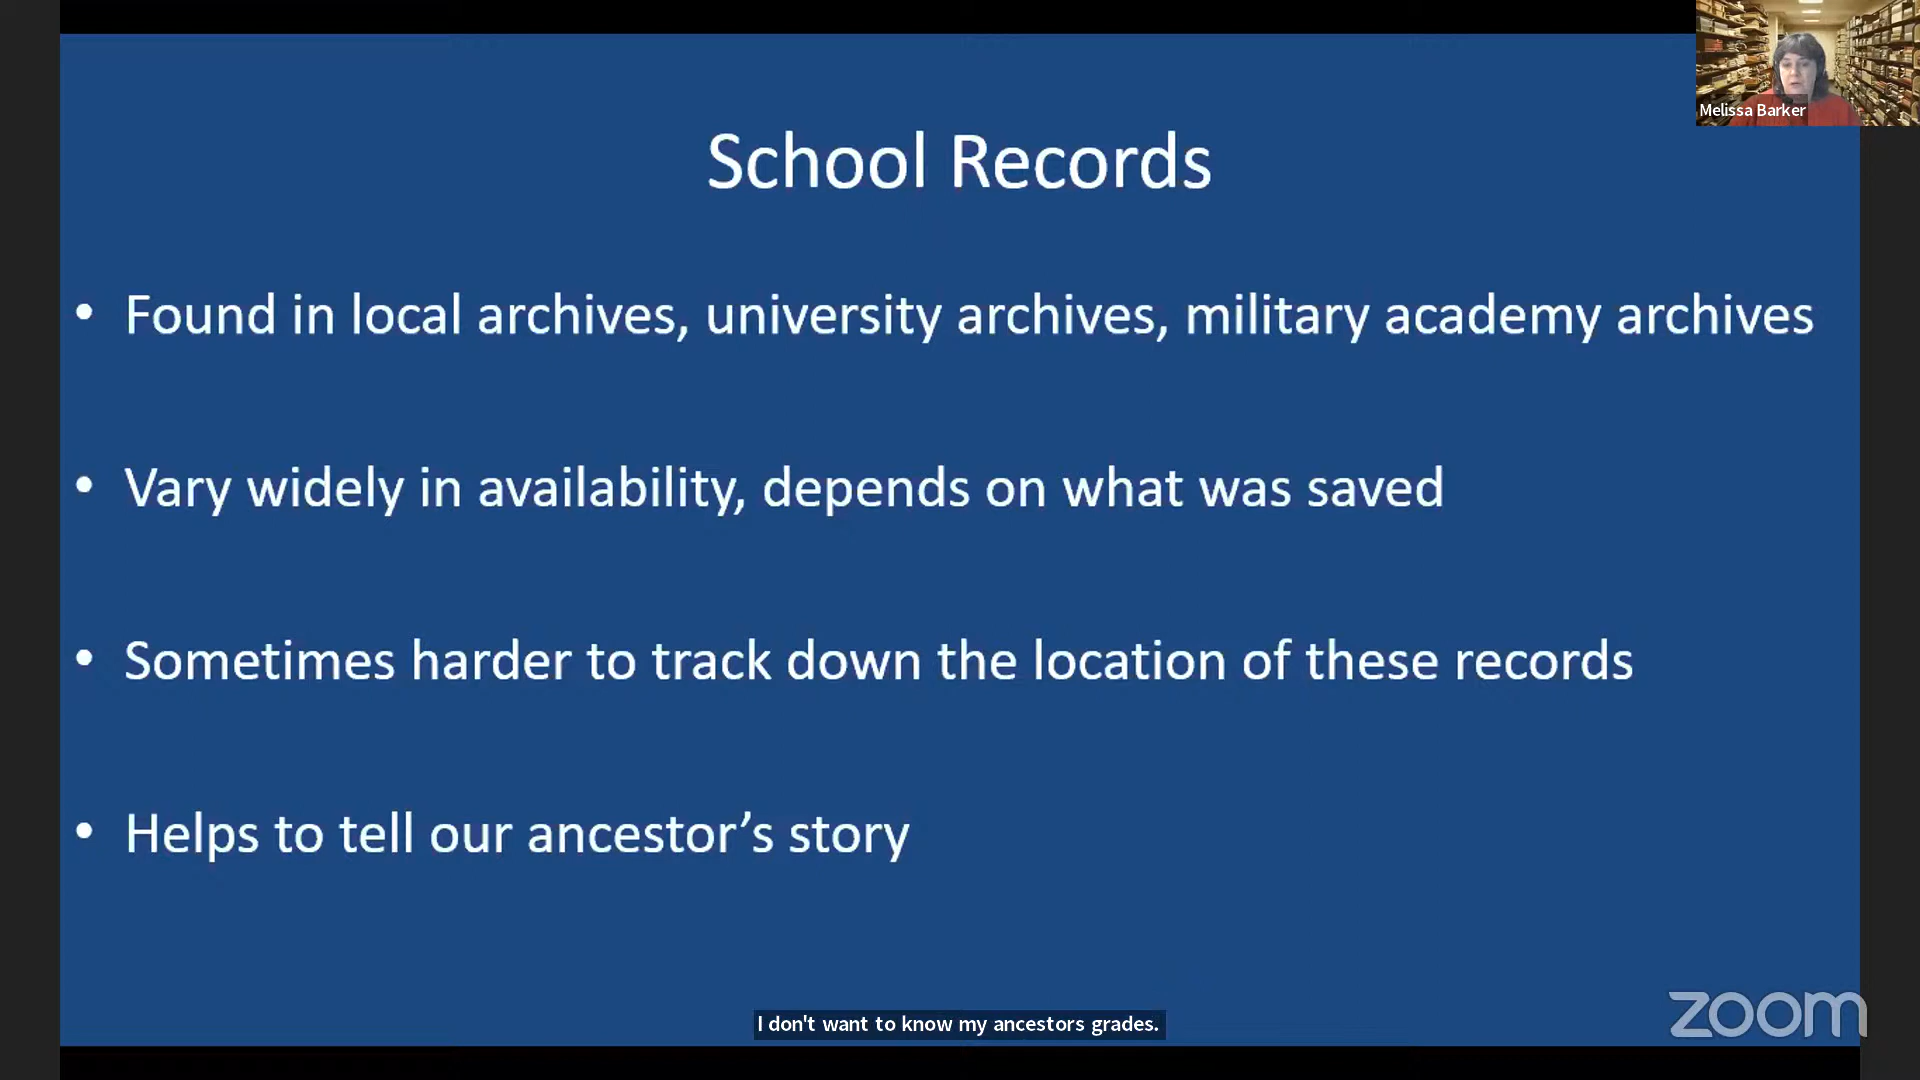 Melissa Barker
School Records
• Found in local archives, university archives, military academy archives
• Vary widely in availability, depends on what was saved
• Sometimes harder to track down the location of these records
• Helps to tell our ancestor’s story
I don't want to know my ancestors grades.
zoom